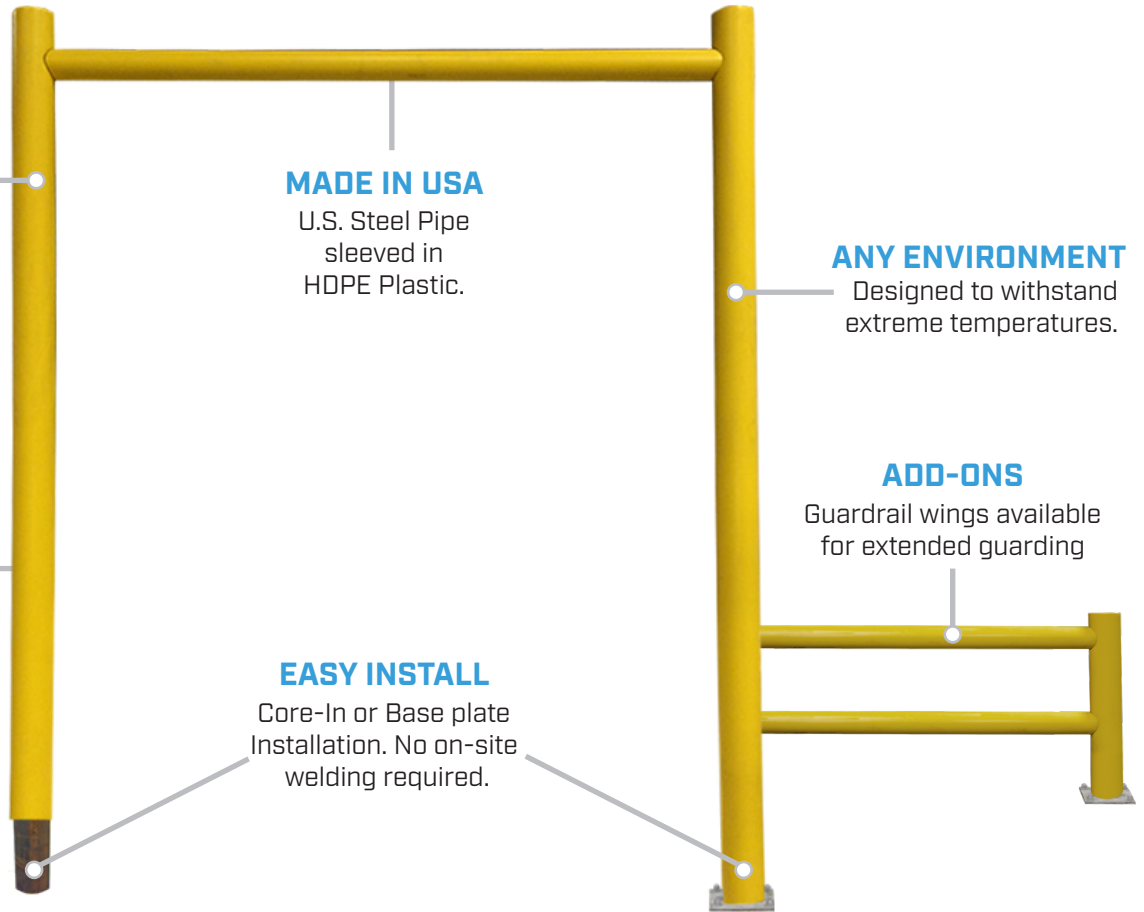 MADE IN USA
U.S. Steel Pipe
sleeved in
HDPE Plastic.
ANY ENVIRONMENT
Designed to withstand
extreme temperatures.
ADD-ONS
Guardrail wings available
for extended guarding
EASY INSTALL
Core-In or Base plate
Installation. No on-site
welding required.